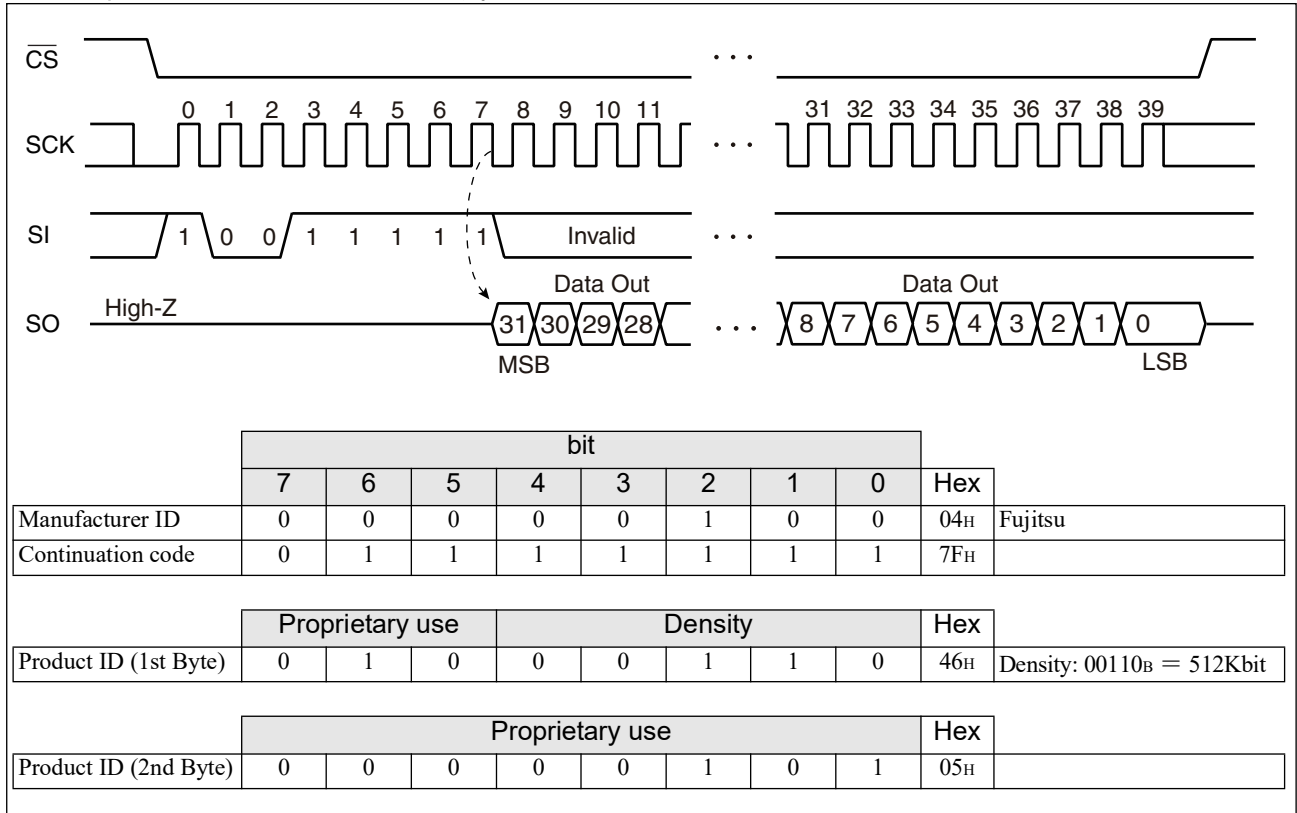 CS
· · ·
0 1 2 3 4 5 6 7 8 9 10 11 31 32 33 34 35 36 37 38 39
SCK · · ·
SI 1 0 0 1 1 1 1 1 Invalid · · ·
Data Out Data Out
High-Z
SO 31 30 29 28 · · · 8 7 6 5 4 3 2 1 0
MSB LSB
bit
7 6 5 4 3 2 1 0 Hex
Manufacturer ID 0 0 0 0 0 1 0 0 04H Fujitsu
Continuation code 0 1 1 1 1 1 1 1 7FH
Proprietary use Density Hex
Product ID (1st Byte) 0 1 0 0 0 1 1 0 46H Density: 00110B = 512Kbit
Proprietary use Hex
Product ID (2nd Byte) 0 0 0 0 0 1 0 1 05H